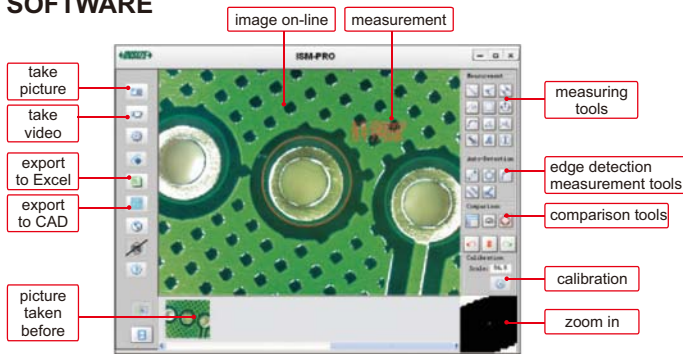 SOFTWARE
image on-line
measurement
INSIZE
ISM-PRO
take
picture
take
video
export
to Excel
export
to CAD
picture
taken
before
Measurement
Auto-Detection
Comparison
Calibration
Scale:
measuring
tools
edge detection
measurement tools
comparison tools
calibration
zoom in